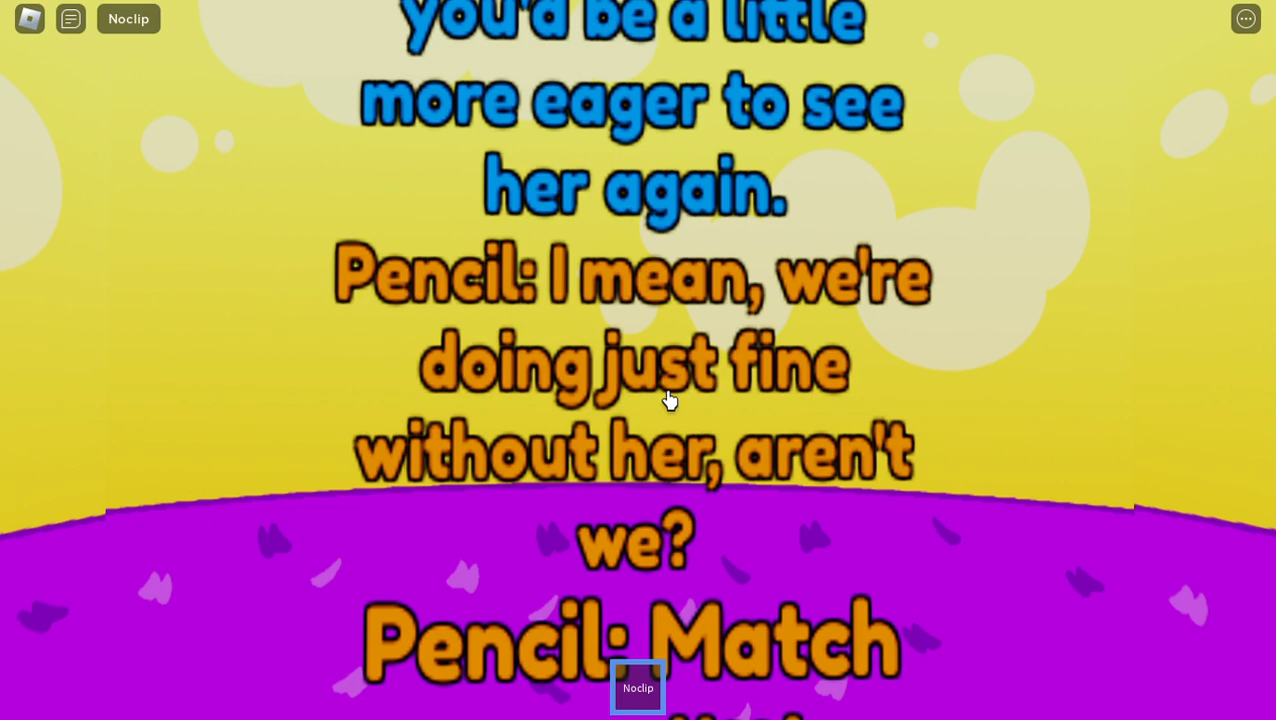 Noclip
you'd be a little
more eager to see
her again.
Pencil: I mean, we're
doing just fine
without her, aren't
we?
Pencil: Match
Noclip